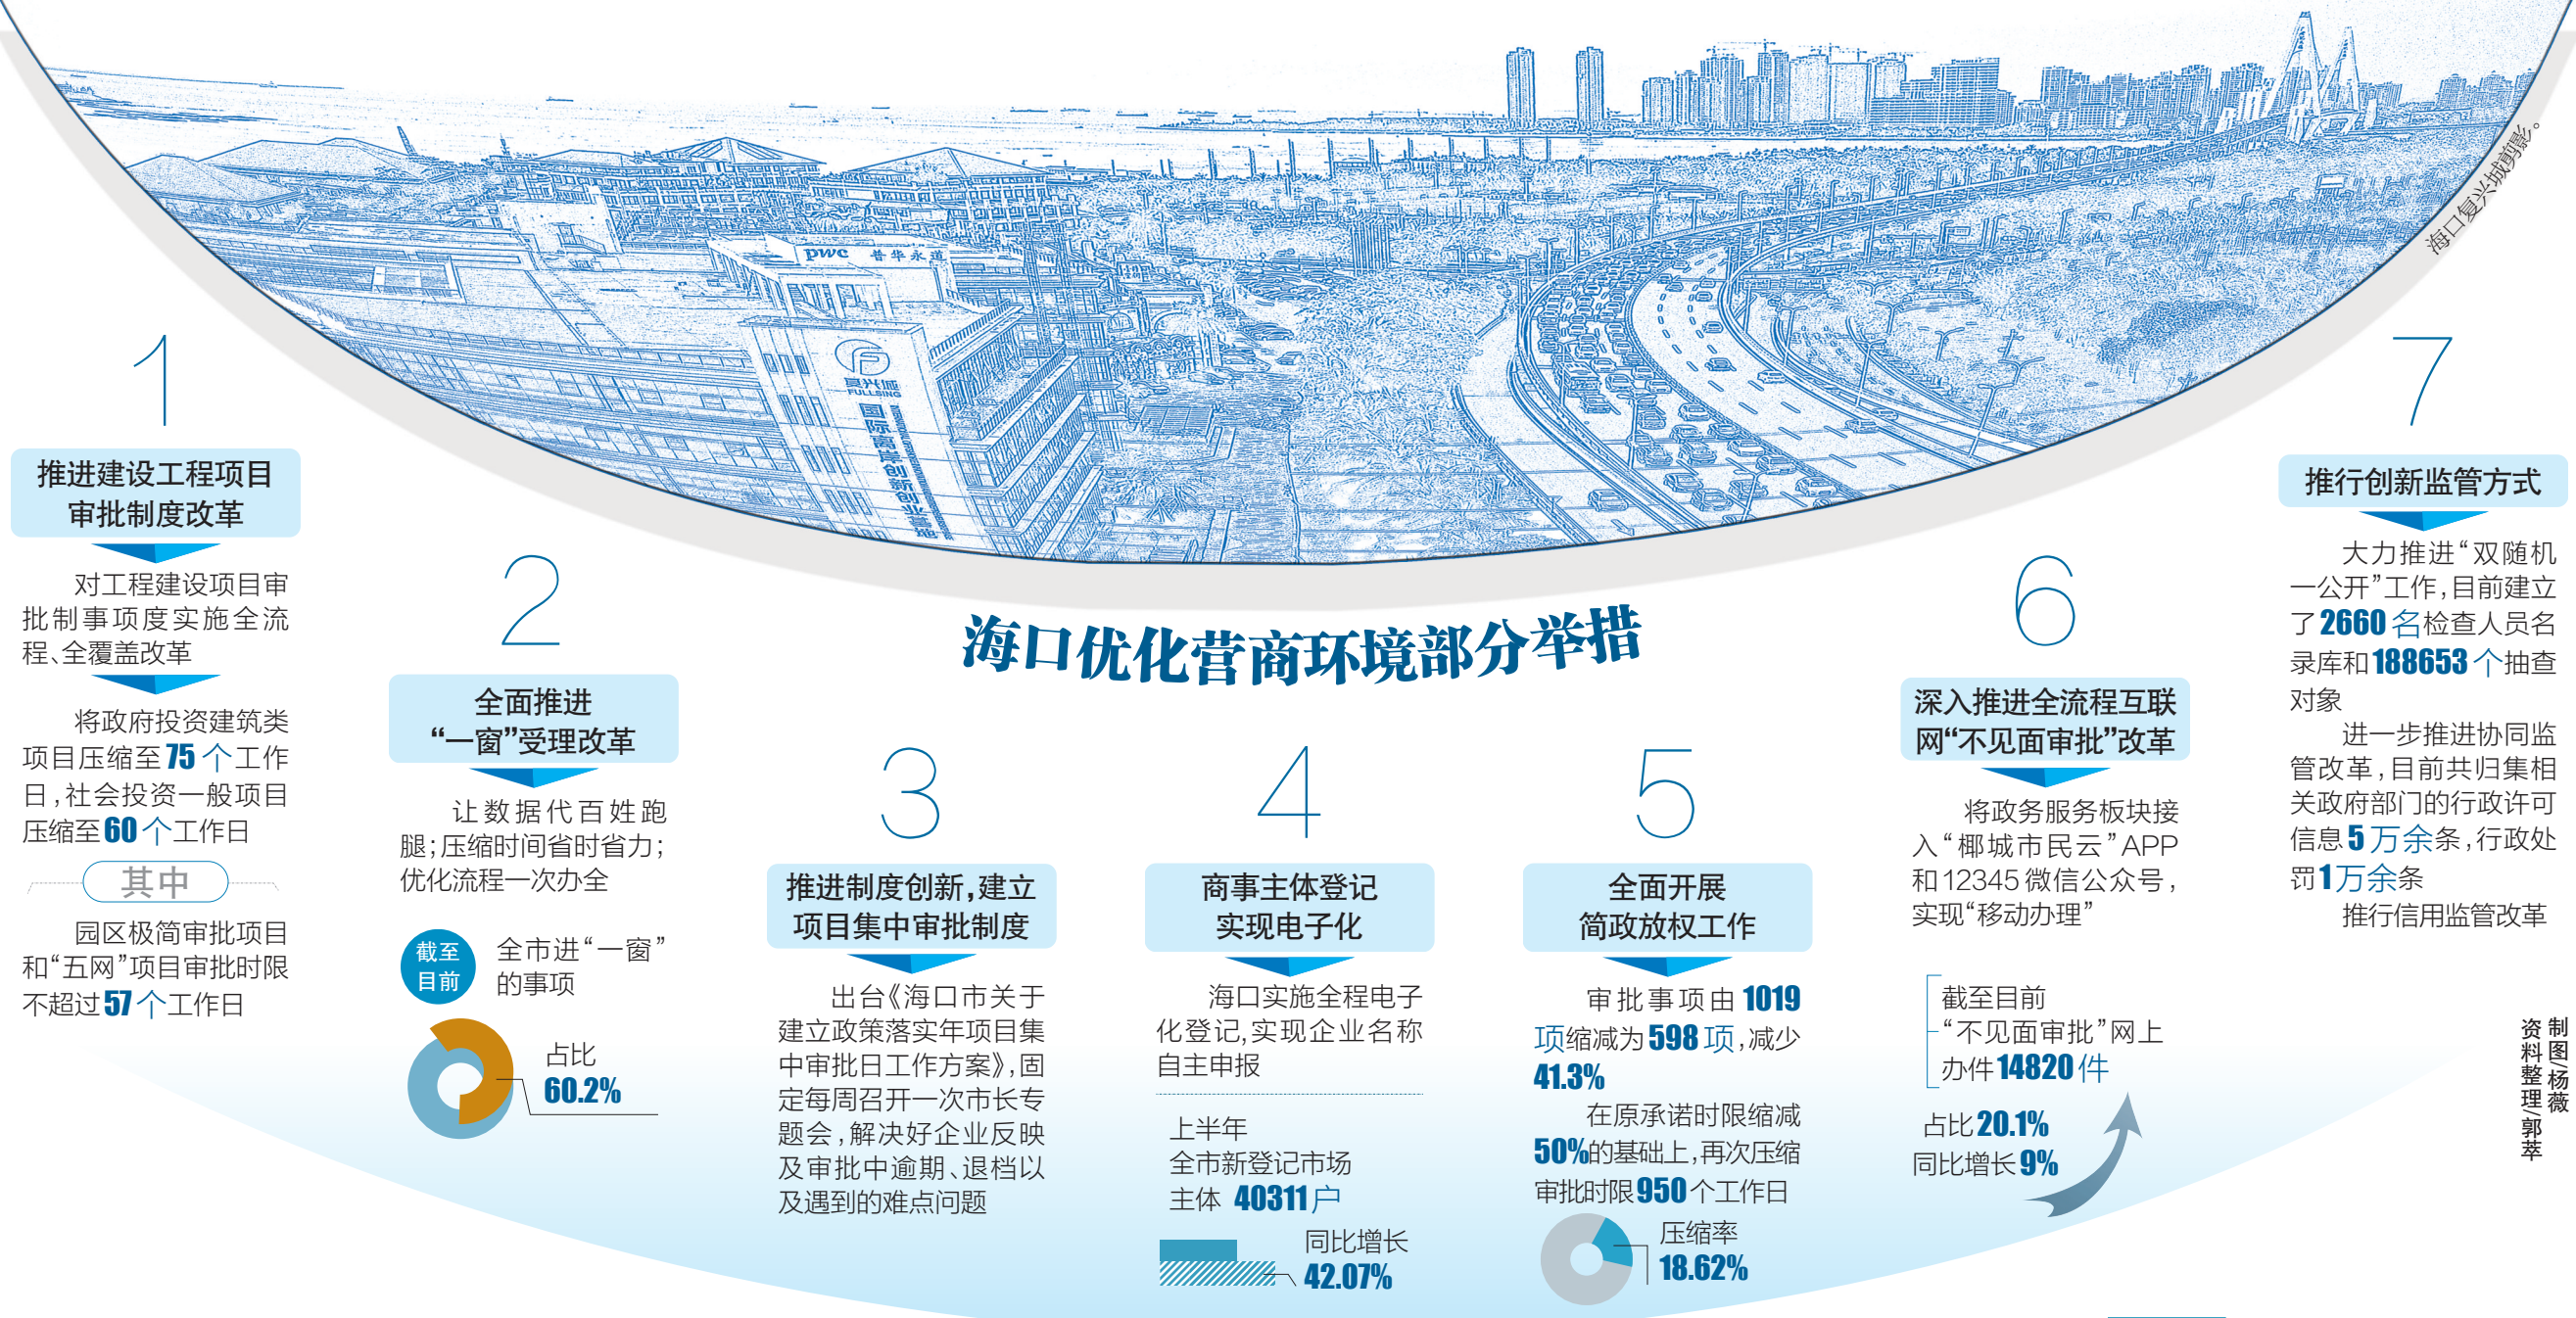 海口复兴城剪影。
pwc 普华永道
复兴城
FULLSING
国际离岸创新创业基地
海口优化营商环境部分举措
1
推进建设工程项目
审批制度改革
对工程建设项目审
批制事项度实施全流
程、全覆盖改革
将政府投资建筑类
项目压缩至75个工作
日,社会投资一般项目
压缩至60个工作日
其中
园区极简审批项目
和“五网”项目审批时限
不超过57个工作日
2
全面推进
“一窗”受理改革
让数据代百姓跑
腿;压缩时间省时省力;
优化流程一次办全
截至
目前
全市进“一窗”
的事项
占比
60.2%
3
推进制度创新,建立
项目集中审批制度
出台《海口市关于
建立政策落实年项目集
中审批日工作方案》,固
定每周召开一次市长专
题会,解决好企业反映
及审批中逾期、退档以
及遇到的难点问题
4
商事主体登记
实现电子化
海口实施全程电子
化登记,实现企业名称
自主申报
上半年
全市新登记市场
主体 40311户
同比增长
42.07%
5
全面开展
简政放权工作
审批事项由1019
项缩减为598项,减少
41.3%
在原承诺时限缩减
50%的基础上,再次压缩
审批时限950个工作日
压缩率
18.62%
6
深入推进全流程互联
网“不见面审批”改革
将政务服务板块接
入“椰城市民云”APP
和12345微信公众号,
实现“移动办理”
截至目前
“不见面审批”网上
办件14820件
占比20.1%
同比增长9%
7
推行创新监管方式
大力推进“双随机
一公开”工作,目前建立
了2660名检查人员名
录库和188653个抽查
对象
进一步推进协同监
管改革,目前共归集相
关政府部门的行政许可
信息5万余条,行政处
罚1万余条
推行信用监管改革
制图/杨薇
资料整理/郭萃